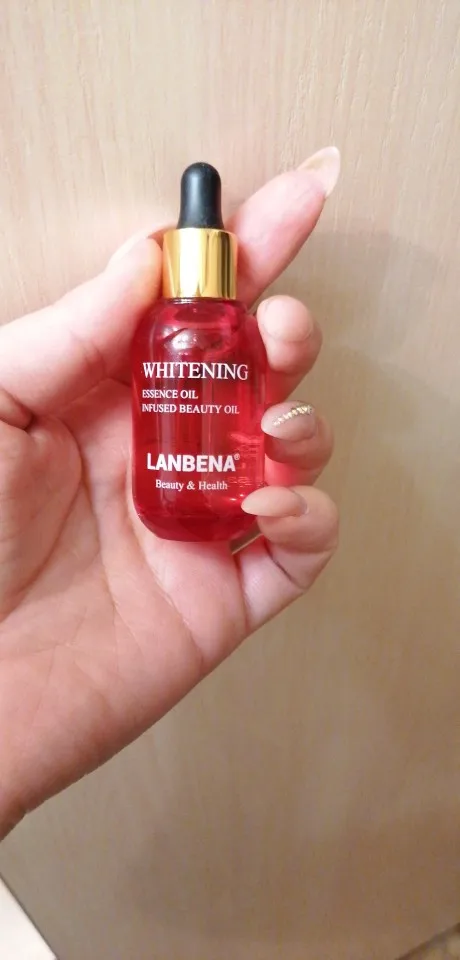 WHITENING
ESSENCE OIL
INFUSED BEAUTY OIL
LANBENA®
Beauty & Health